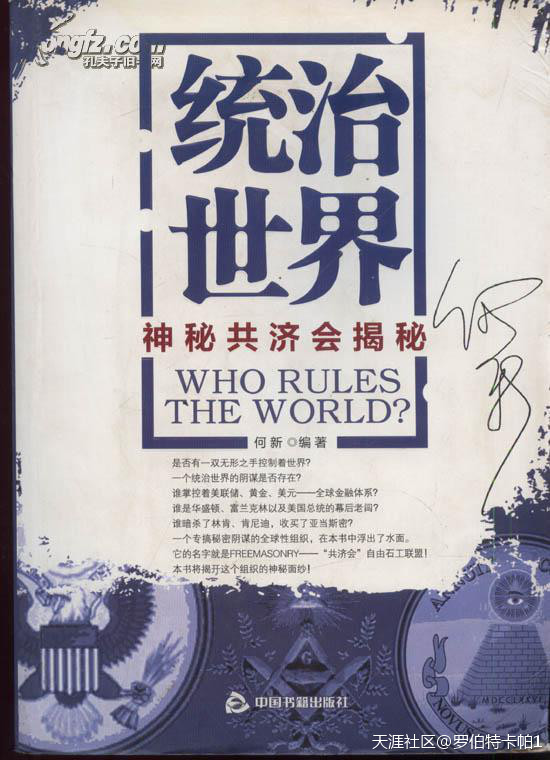 孔夫子旧书网
统治
世界
神秘共济会揭秘
WHO RULES
THE WORLD?
何新◎编著
是否有一双无形之手控制着世界?
一个统治世界的阴谋是否存在?
谁掌控着美联储、黄金、美元——全球金融体系?
谁是华盛顿、富兰克林以及美国总统的幕后老闆?
谁暗杀了林肯、肯尼迪,收买了亚当斯密?
一个专搞秘密阴谋的全球性组织,在本书中浮出了水面。
它的名字就是FREEMASONRY——“共济会”自由石工联盟!
本书将揭开这个组织的神秘面纱!
何新
MDCCLXXVI
中国书籍出版社
天涯社区@罗伯特卡帕1